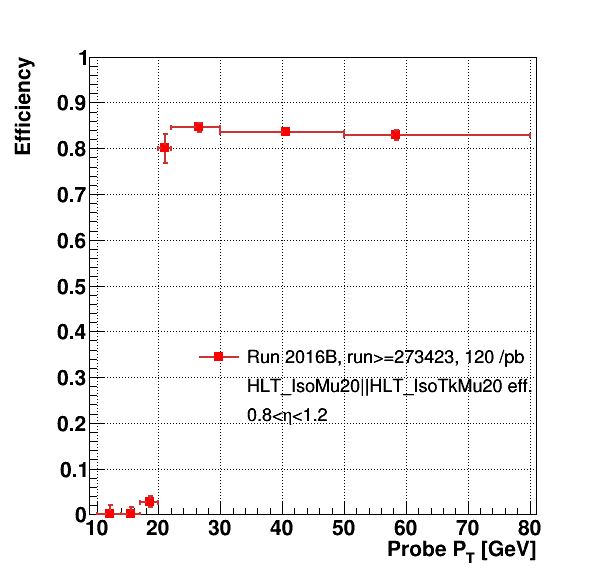 Efficiency
1
0.9
0.8
0.7
0.6
0.5
0.4
0.3
0.2
0.1
0
Run 2016B, run>=273423, 120 /pb
HLT_IsoMu20||HLT_IsoTkMu20 eff.
0.8<η<1.2
10 20 30 40 50 60 70 80
Probe P_T [GeV]